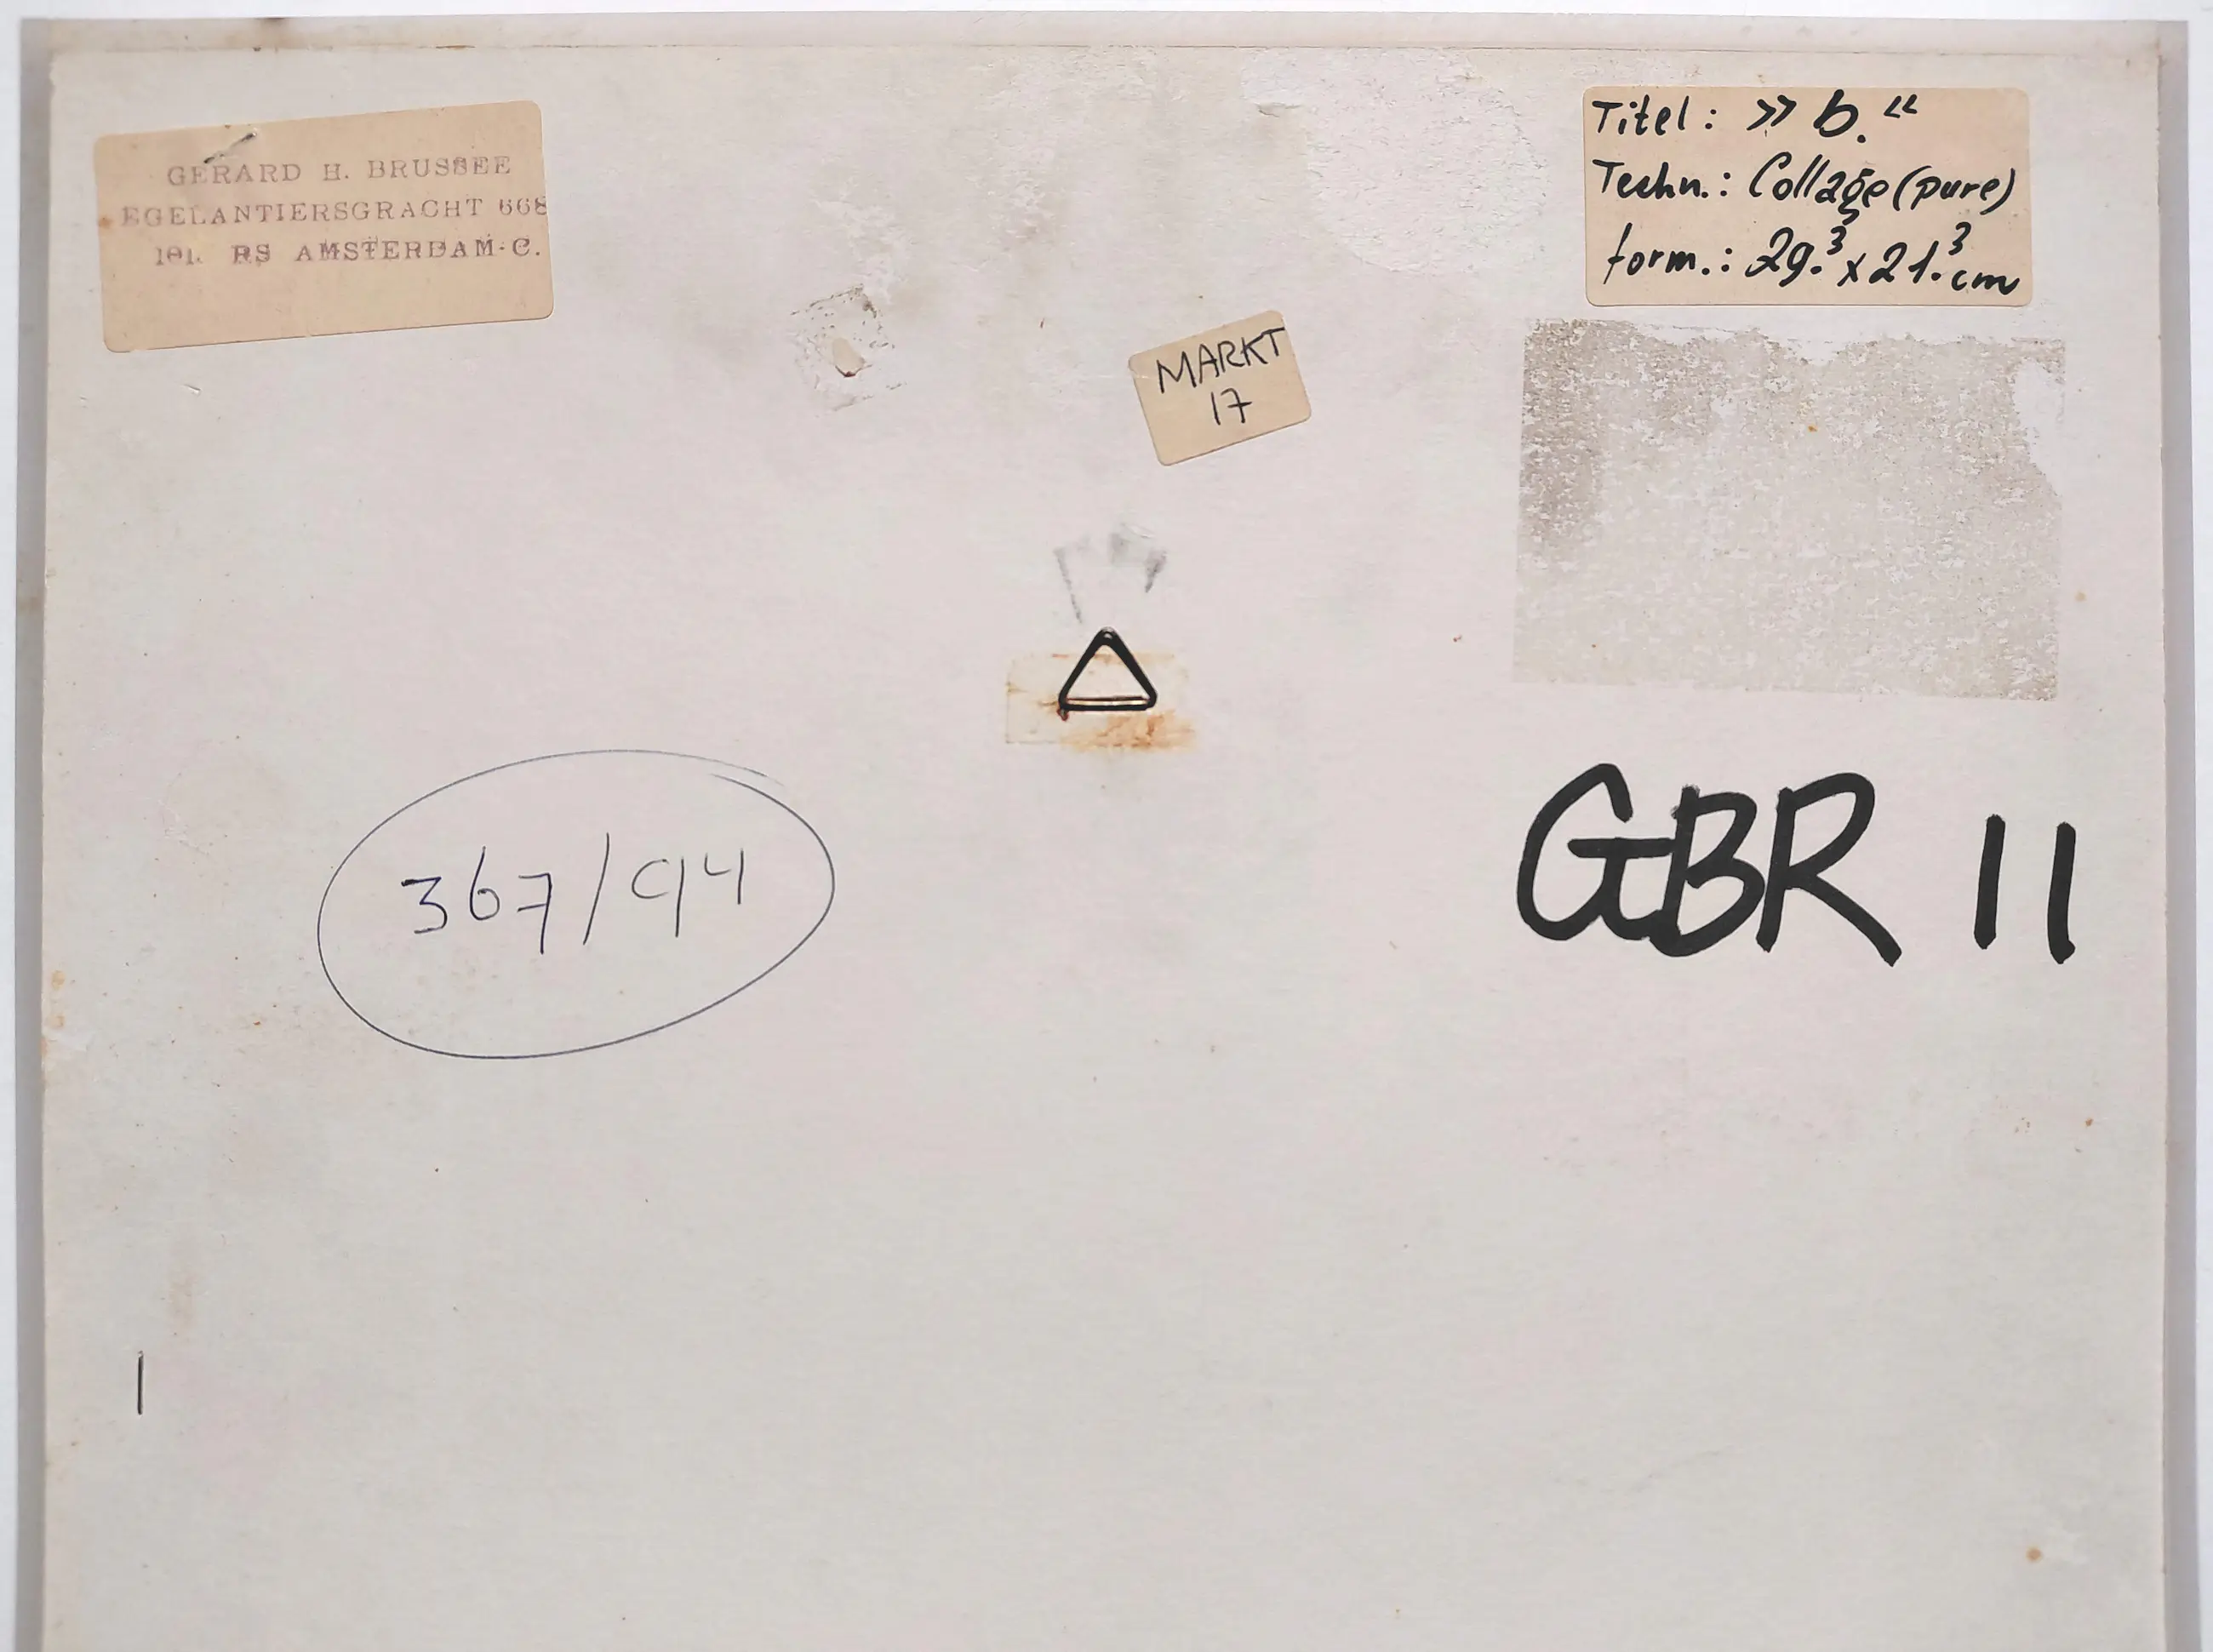 GERARD H. BRUSSEE
EGELANTIERSGRACHT 668
RS AMSTERDAM-C.
Titel: » b. «
Techn.: Collage (pure)
form.: 29.³ x 21.³ cm
MARKT
17
367/94
GBR 11